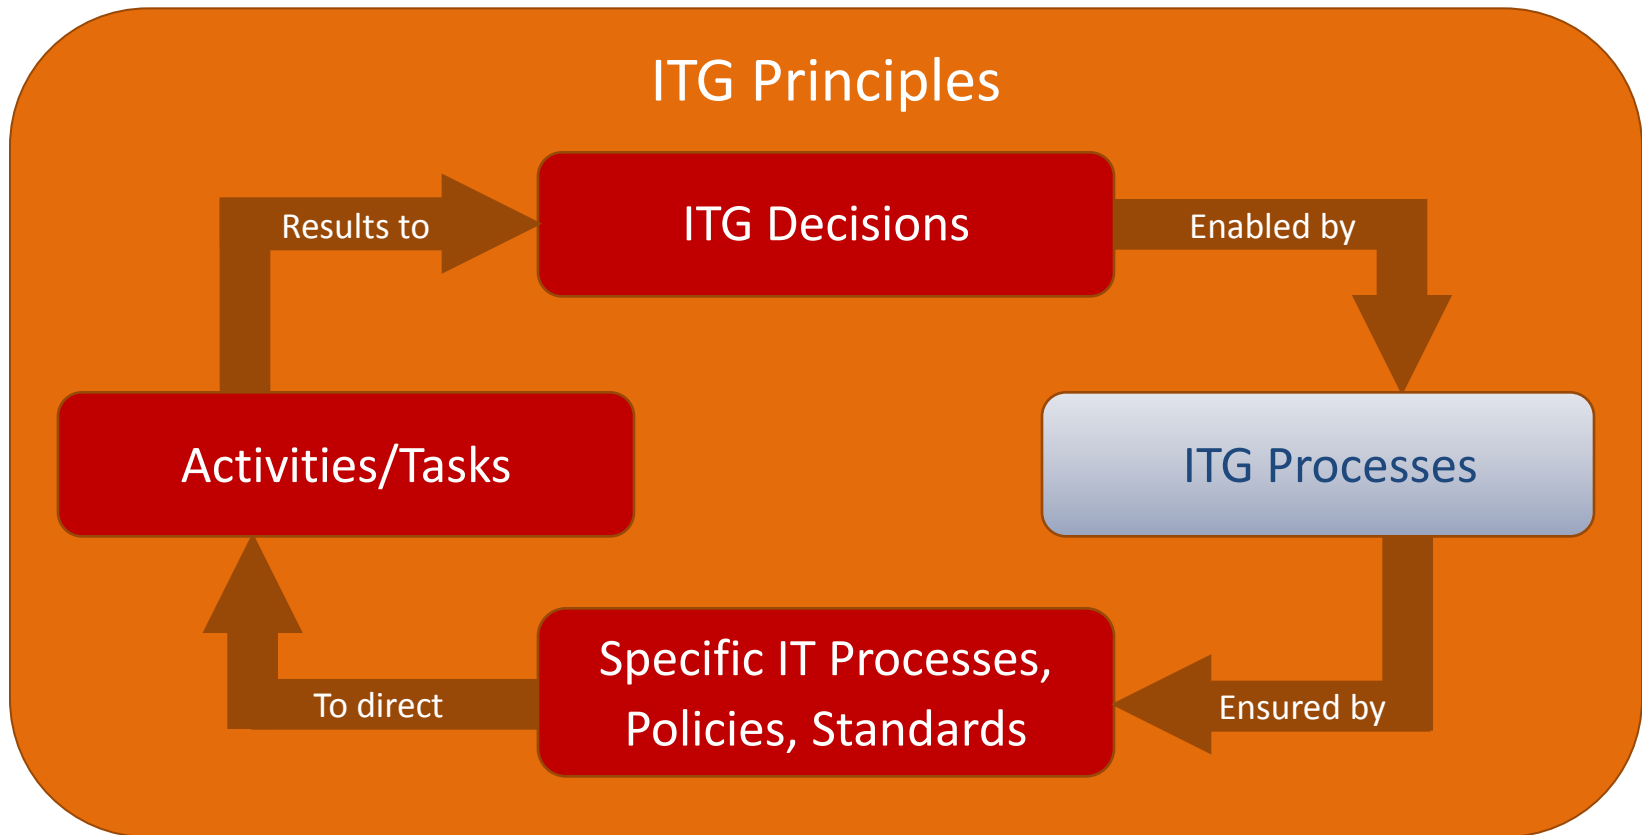 ITG Principles
ITG Decisions
Results to
Enabled by
Activities/Tasks
ITG Processes
Specific IT Processes,
Policies, Standards
To direct
Ensured by